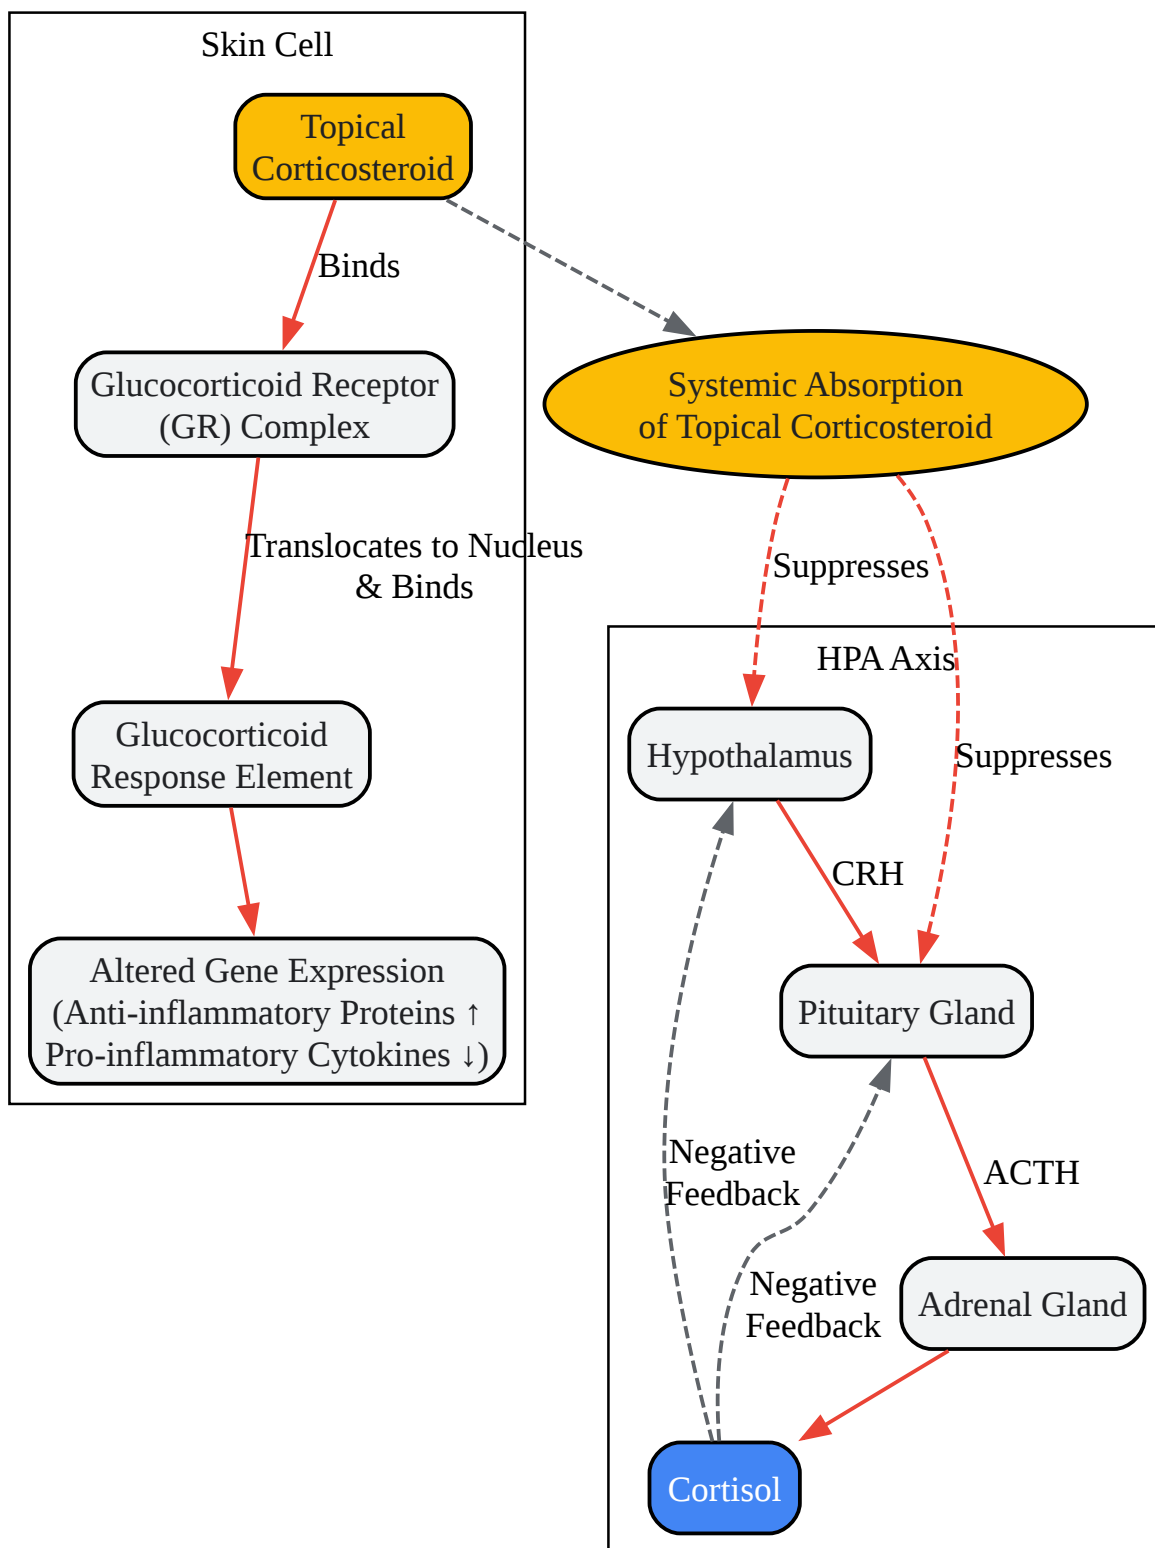 Skin Cell
Topical
Corticosteroid
Binds
Glucocorticoid Receptor
(GR) Complex
Translocates to Nucleus
& Binds
Glucocorticoid
Response Element
Altered Gene Expression
(Anti-inflammatory Proteins ↑
Pro-inflammatory Cytokines ↓)
Systemic Absorption
of Topical Corticosteroid
Suppresses
HPA Axis
Hypothalamus
Suppresses
CRH
Pituitary Gland
Negative
Feedback
ACTH
Negative
Feedback
Adrenal Gland
Cortisol